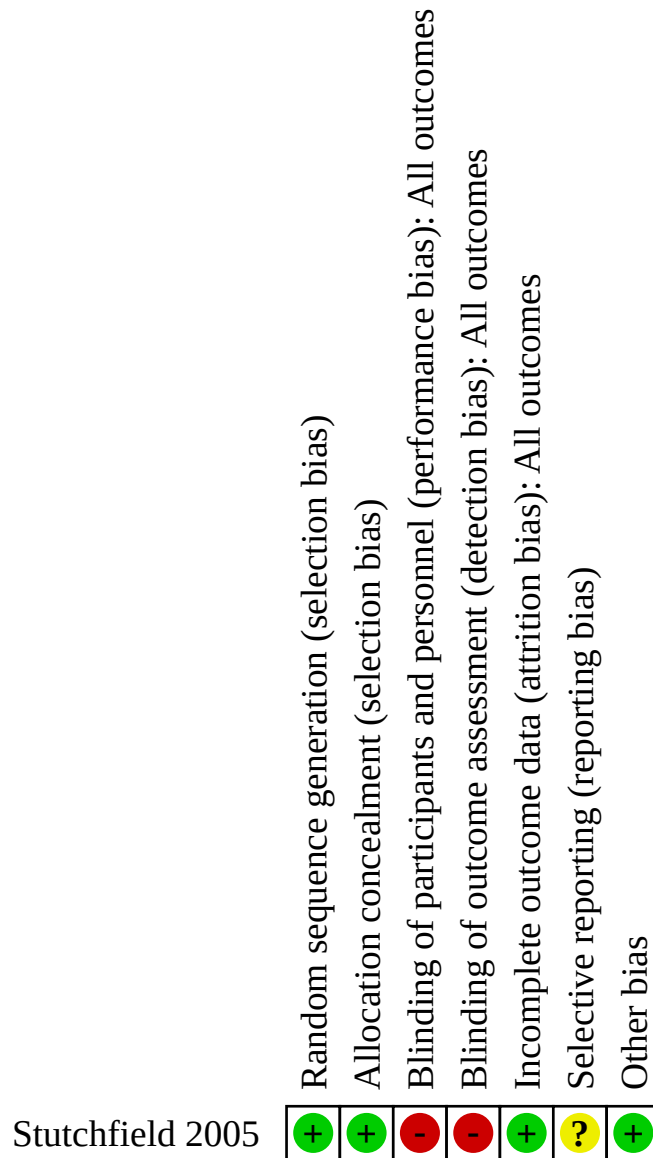 Random sequence generation (selection bias)
Allocation concealment (selection bias)
Blinding of participants and personnel (performance bias): All outcomes
Blinding of outcome assessment (detection bias): All outcomes
Incomplete outcome data (attrition bias): All outcomes
Selective reporting (reporting bias)
Other bias
Stutchfield 2005 + + - - + ? +